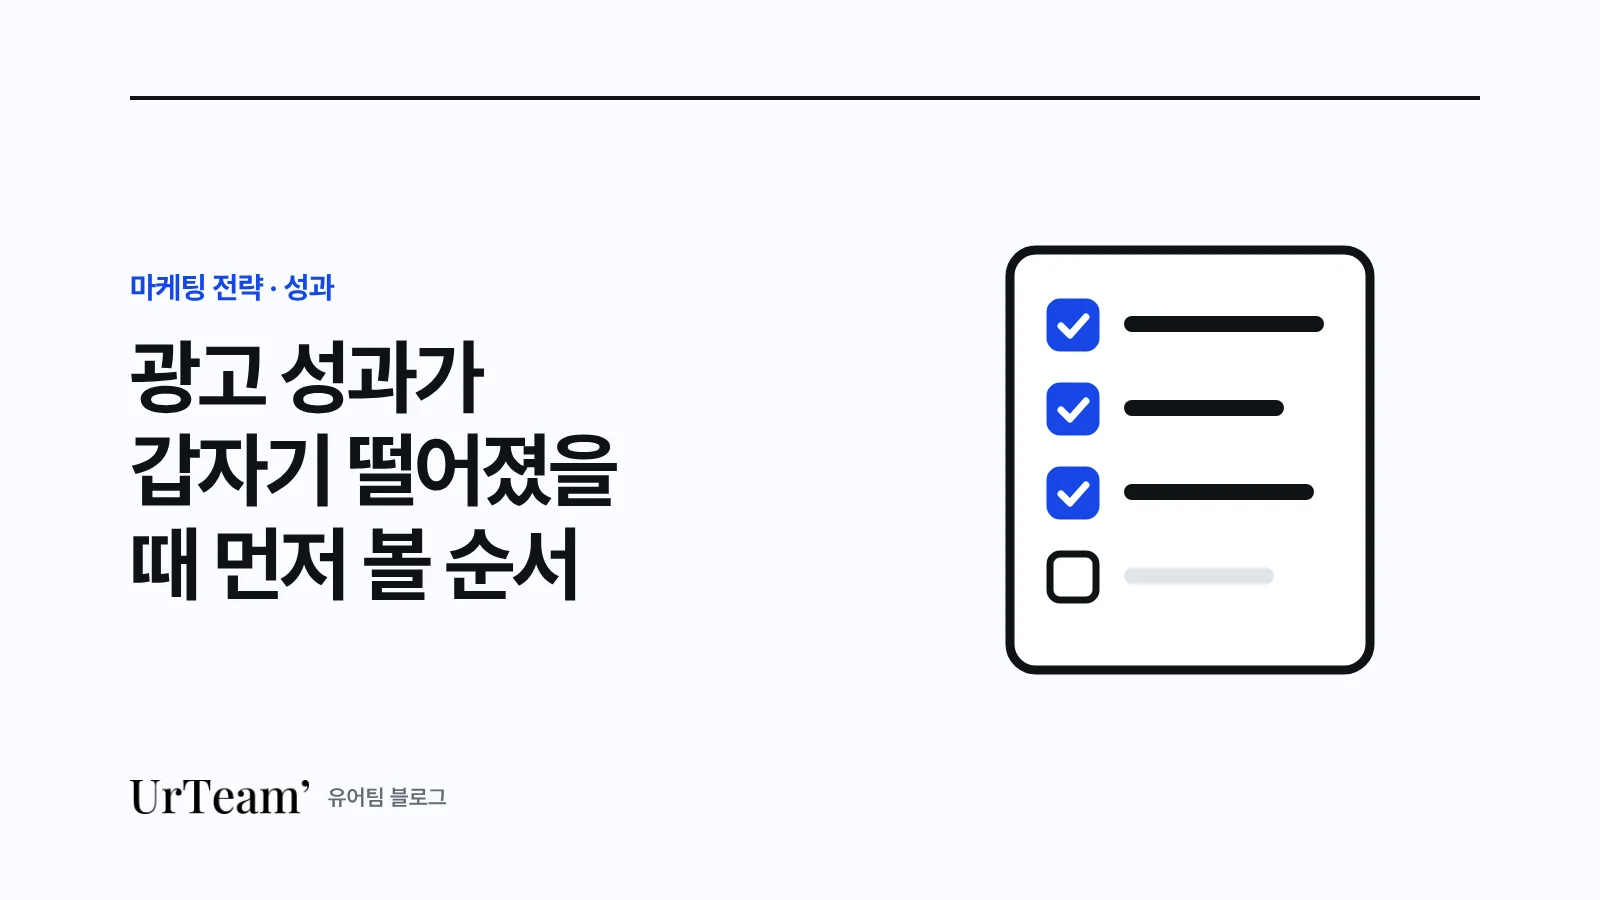 마케팅 전략 · 성과
광고 성과가
갑자기 떨어졌을
때 먼저 볼 순서
UrTeam’ 유어팀 블로그